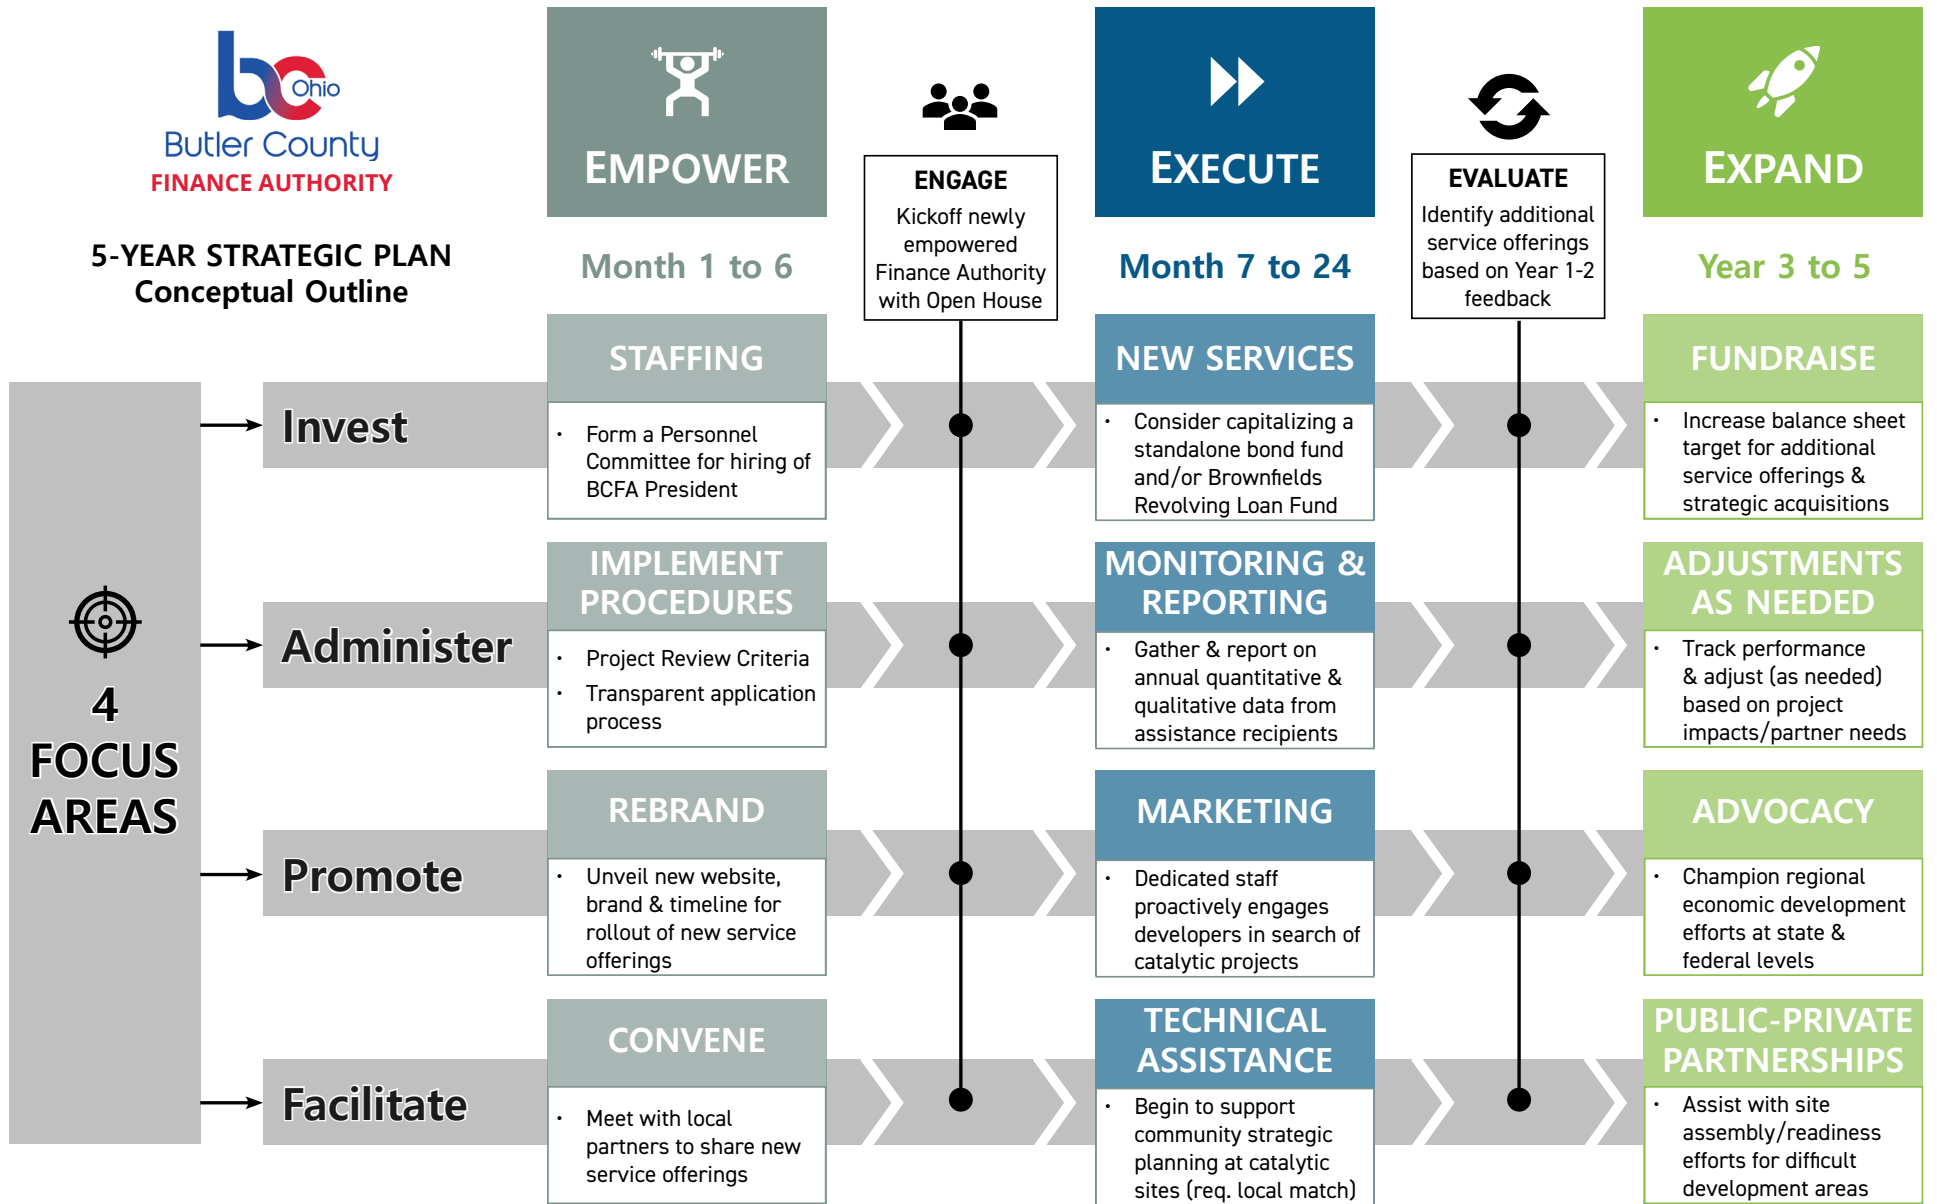 bc Ohio
Butler County
FINANCE AUTHORITY
5-YEAR STRATEGIC PLAN
Conceptual Outline
EMPOWER
Month 1 to 6
ENGAGE
Kickoff newly
empowered
Finance Authority
with Open House
EXECUTE
Month 7 to 24
EVALUATE
Identify additional
service offerings
based on Year 1-2
feedback
EXPAND
Year 3 to 5
4
FOCUS
AREAS
Invest
STAFFING
• Form a Personnel
Committee for hiring of
BCFA President
NEW SERVICES
• Consider capitalizing a
standalone bond fund
and/or Brownfields
Revolving Loan Fund
FUNDRAISE
• Increase balance sheet
target for additional
service offerings &
strategic acquisitions
Administer
IMPLEMENT
PROCEDURES
• Project Review Criteria
• Transparent application
process
MONITORING &
REPORTING
• Gather & report on
annual quantitative &
qualitative data from
assistance recipients
ADJUSTMENTS
AS NEEDED
• Track performance
& adjust (as needed)
based on project
impacts/partner needs
Promote
REBRAND
• Unveil new website,
brand & timeline for
rollout of new service
offerings
MARKETING
• Dedicated staff
proactively engages
developers in search of
catalytic projects
ADVOCACY
• Champion regional
economic development
efforts at state &
federal levels
Facilitate
CONVENE
• Meet with local
partners to share new
service offerings
TECHNICAL
ASSISTANCE
• Begin to support
community strategic
planning at catalytic
sites (req. local match)
PUBLIC-PRIVATE
PARTNERSHIPS
• Assist with site
assembly/readiness
efforts for difficult
development areas